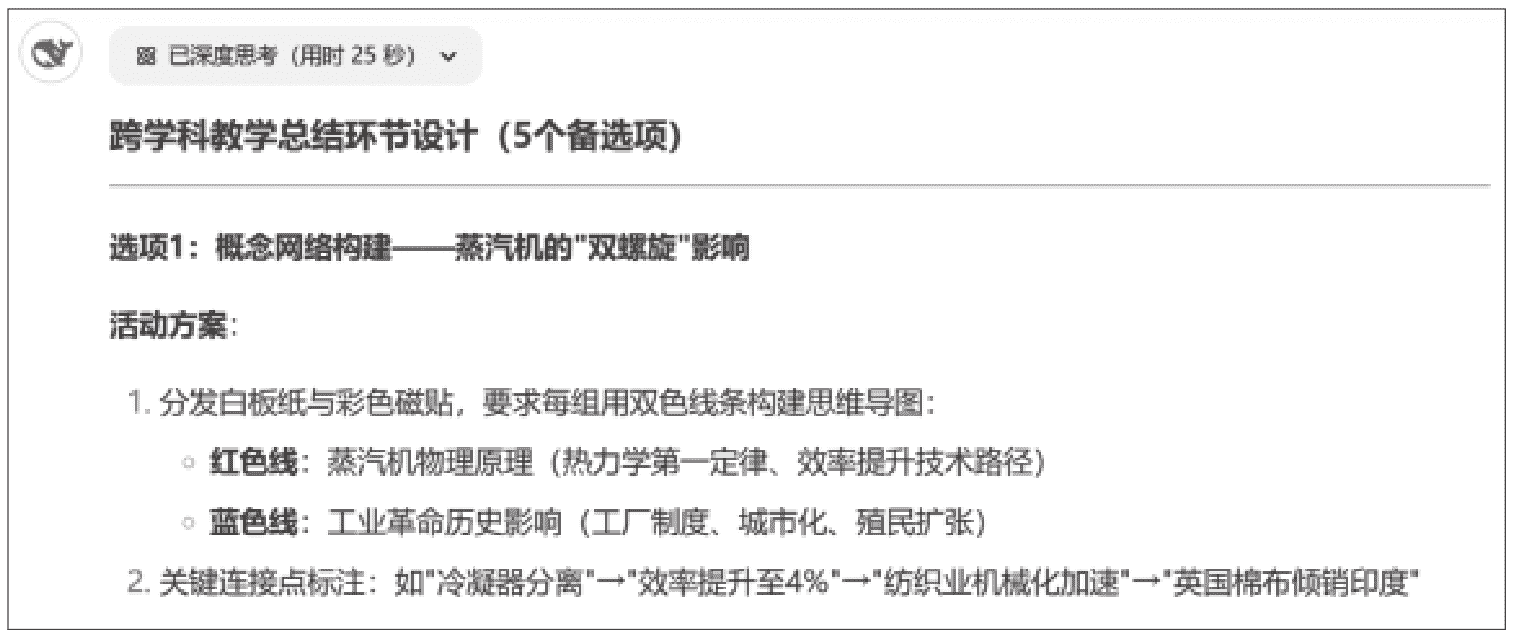 已深度思考（用时 25 秒）
跨学科教学总结环节设计（5个备选项）
选项1：概念网络构建——蒸汽机的"双螺旋"影响
活动方案：
1. 分发白板纸与彩色磁贴，要求每组用双色线条构建思维导图：
○ 红色线：蒸汽机物理原理（热力学第一定律、效率提升技术路径）
○ 蓝色线：工业革命历史影响（工厂制度、城市化、殖民扩张）
2. 关键连接点标注：如"冷凝器分离"→"效率提升至4%"→"纺织业机械化加速"→"英国棉布倾销印度"